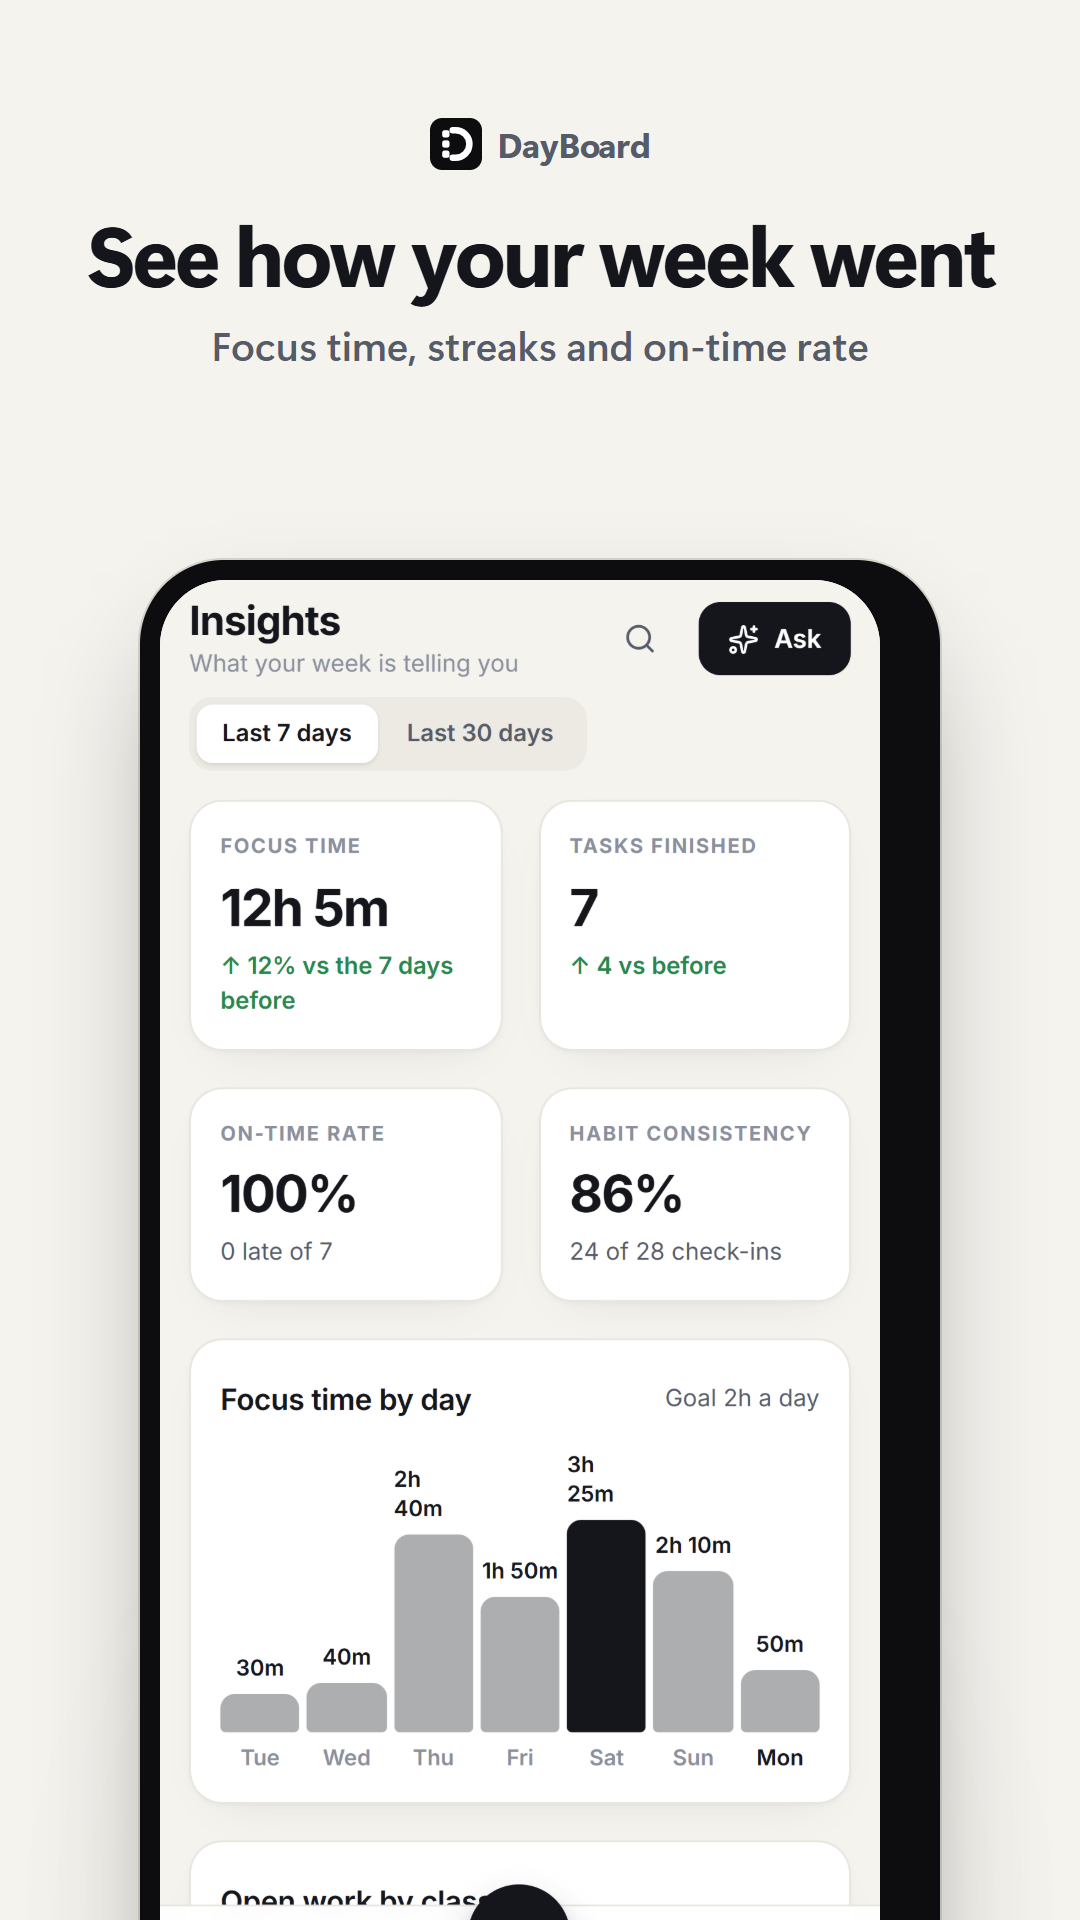 DayBoard
See how your week went
Focus time, streaks and on-time rate
Insights
What your week is telling you
Ask
Last 7 days
Last 30 days
FOCUS TIME
12h 5m
↑ 12% vs the 7 days
before
TASKS FINISHED
7
↑ 4 vs before
ON-TIME RATE
100%
0 late of 7
HABIT CONSISTENCY
86%
24 of 28 check-ins
Focus time by day
Goal 2h a day
30m
40m
2h
40m
1h 50m
3h
25m
2h 10m
50m
Tue
Wed
Thu
Fri
Sat
Sun
Mon
Open work by class